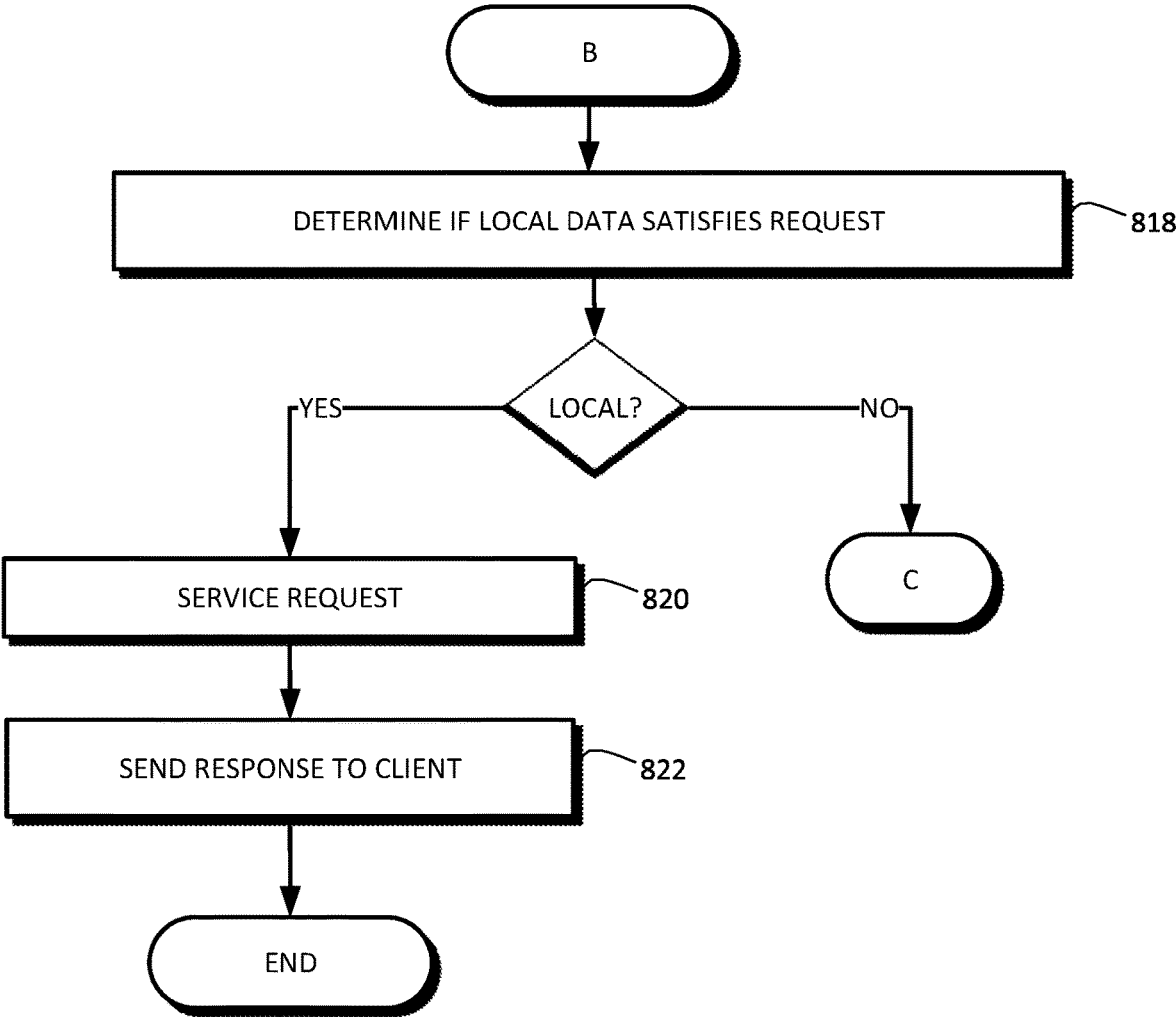 B
DETERMINE IF LOCAL DATA SATISFIES REQUEST
818
LOCAL?
YES
NO
SERVICE REQUEST
820
C
SEND RESPONSE TO CLIENT
822
END